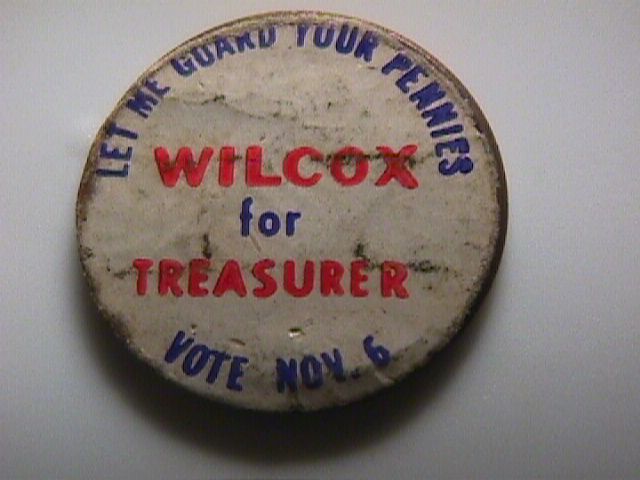 LET ME GUARD YOUR PENNIES
WILCOX
for
TREASURER
VOTE NOV. 6